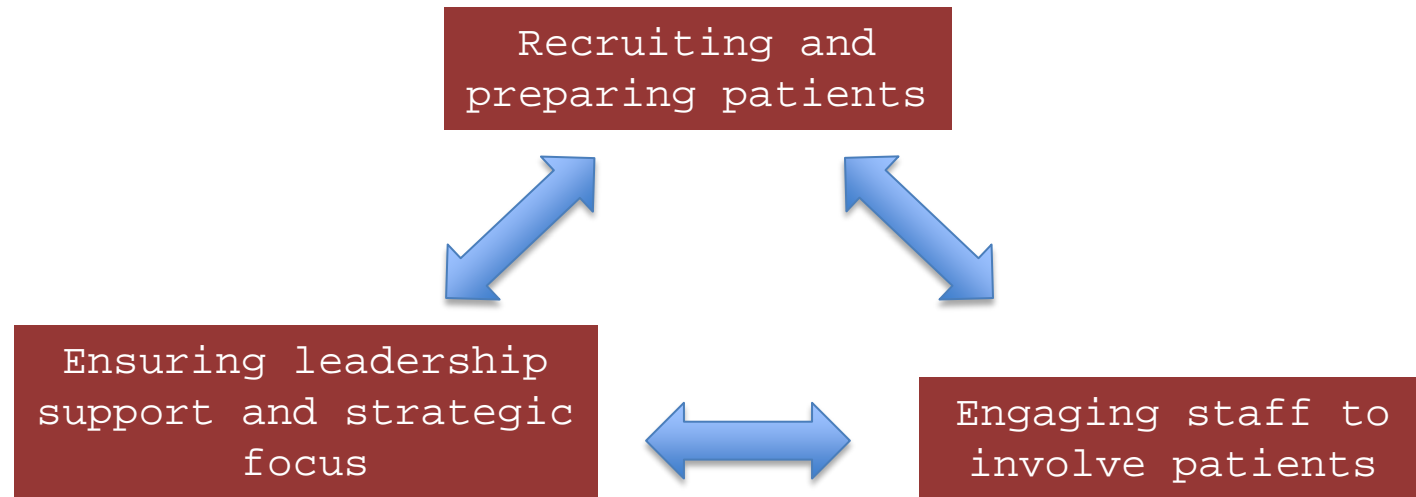 Recruiting and
preparing patients
Ensuring leadership
support and strategic
focus
Engaging staff to
involve patients